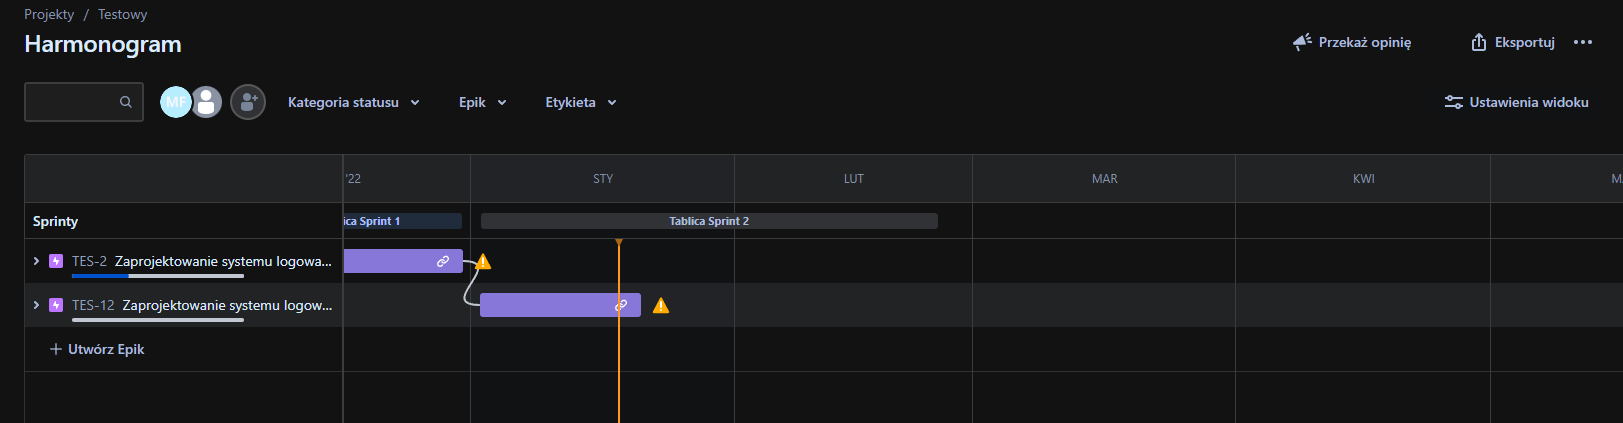 Projekty / Testowy
Harmonogram
Przekaż opinię
Eksportuj
MF
Kategoria statusu
Epik
Etykieta
Ustawienia widoku
'22
STY
LUT
MAR
KWI
Sprinty
ica Sprint 1
Tablica Sprint 2
TES-2 Zaprojektowanie systemu logowa...
TES-12 Zaprojektowanie systemu logow...
+ Utwórz Epik